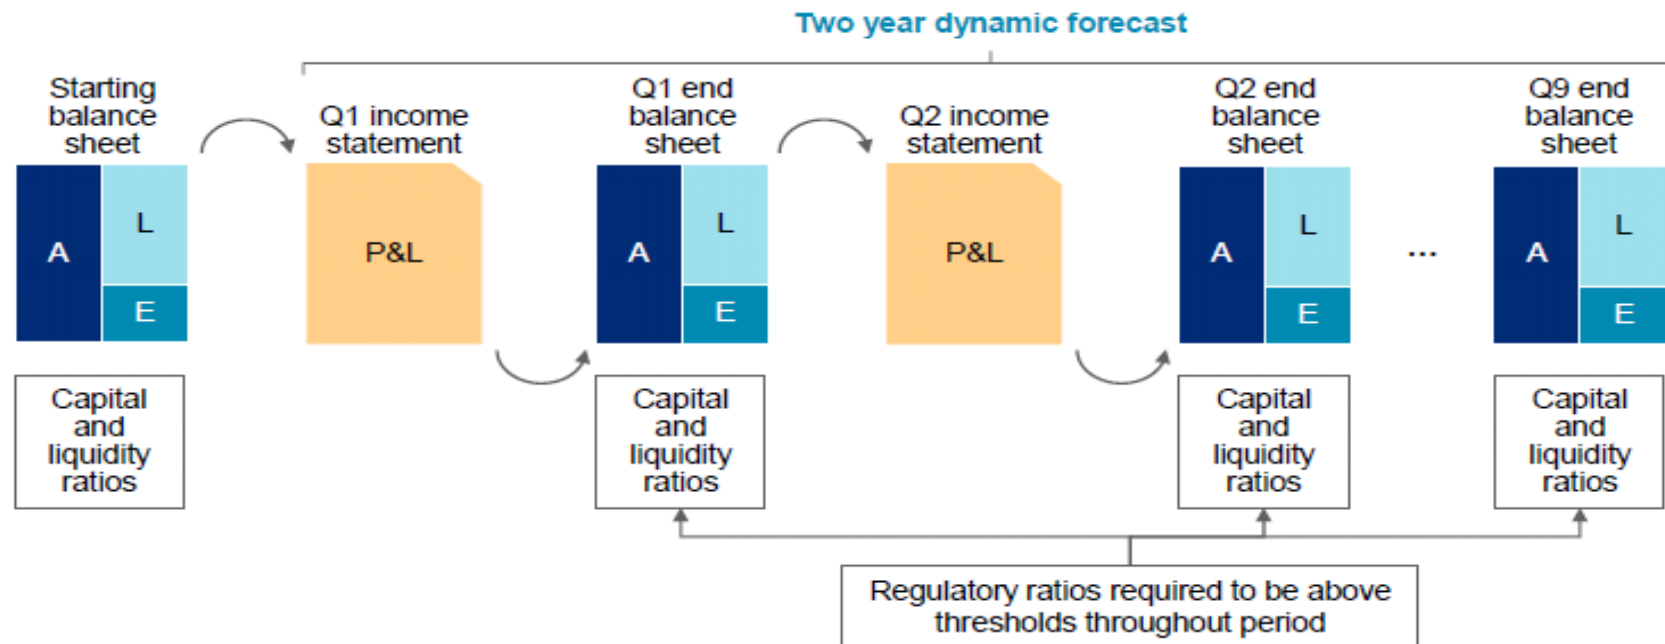 Two year dynamic forecast
Starting
balance
sheet
Q1 income
statement
Q1 end
balance
sheet
Q2 income
statement
Q2 end
balance
sheet
Q9 end
balance
sheet
A
L
E
P&L
A
L
E
P&L
A
L
E
...
A
L
E
Capital
and
liquidity
ratios
Capital
and
liquidity
ratios
Capital
and
liquidity
ratios
Capital
and
liquidity
ratios
Regulatory ratios required to be above
thresholds throughout period